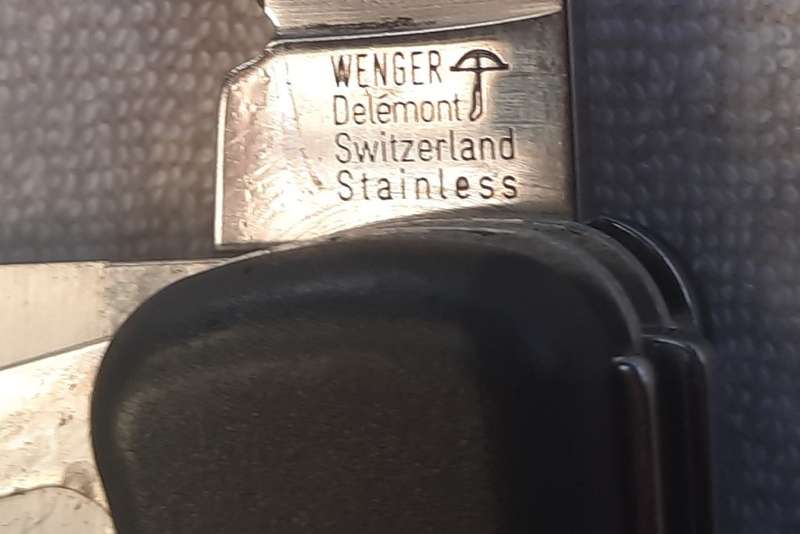 WENGER
Delémont
Switzerland
Stainless